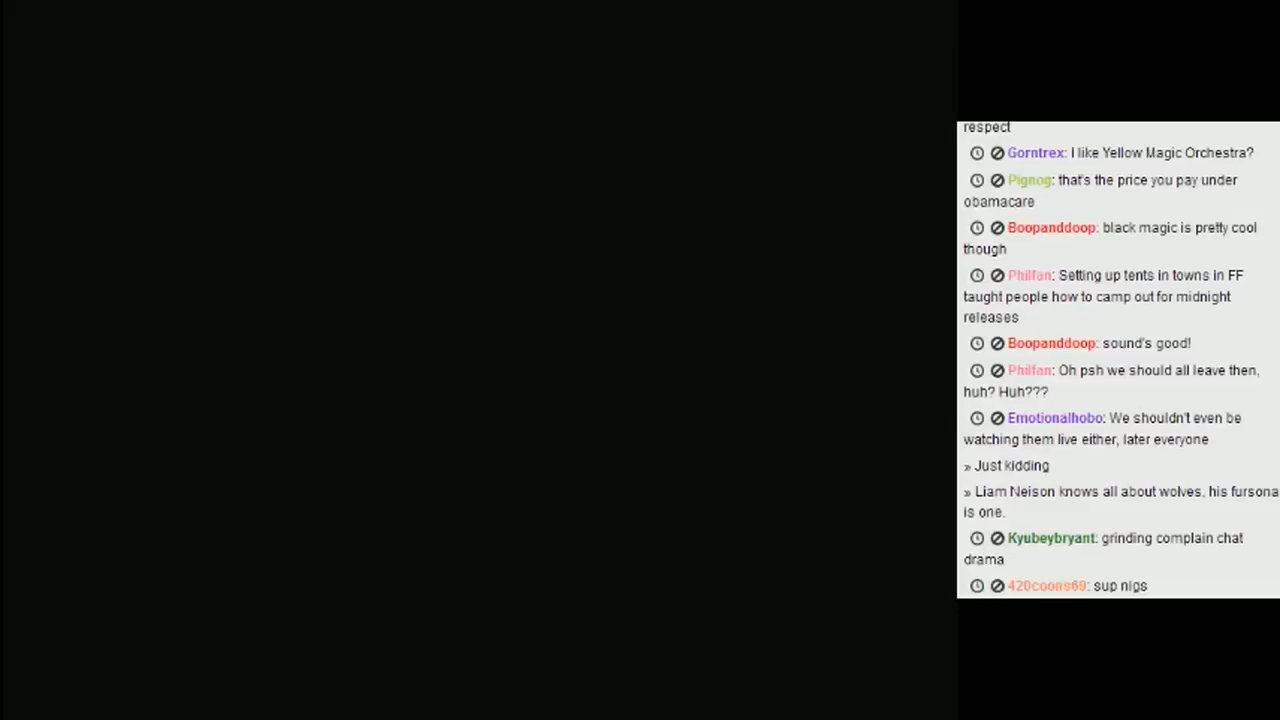 respect
Gorntrex: I like Yellow Magic Orchestra?
Pignog: that's the price you pay under
obamacare
Boopanddoop: black magic is pretty cool
though
Philfan: Setting up tents in towns in FF
taught people how to camp out for midnight
releases
Boopanddoop: sound's good!
Philfan: Oh psh we should all leave then,
huh? Huh???
Emotionalhobo: We shouldn't even be
watching them live either, later everyone
» Just kidding
» Liam Neison knows all about wolves, his fursona
is one.
Kyubeybryant: grinding complain chat
drama
420coons69: sup nigs